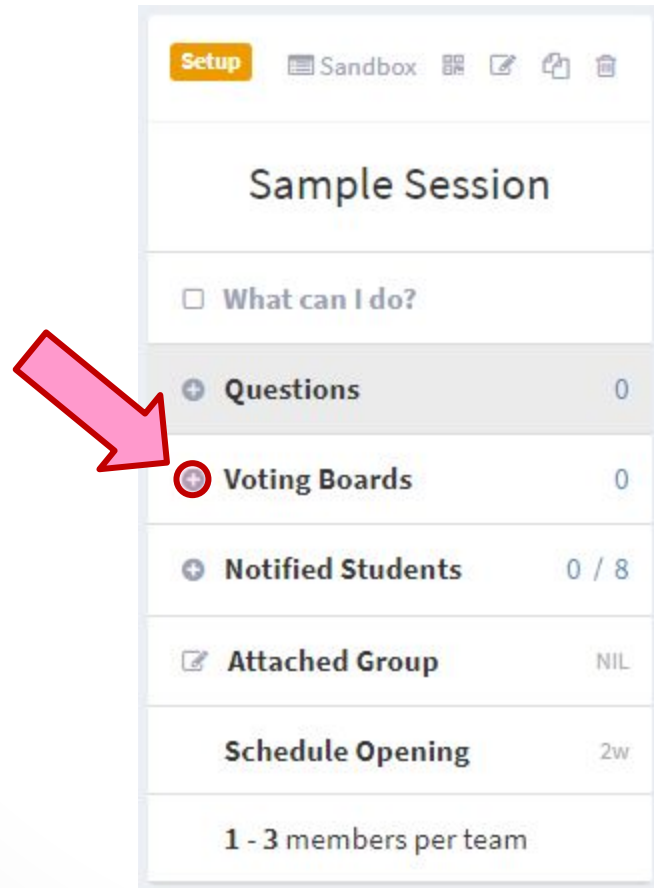 Setup Sandbox
Sample Session
What can I do?
Questions 0
Voting Boards 0
Notified Students 0 / 8
Attached Group NIL
Schedule Opening 2w
1 - 3 members per team